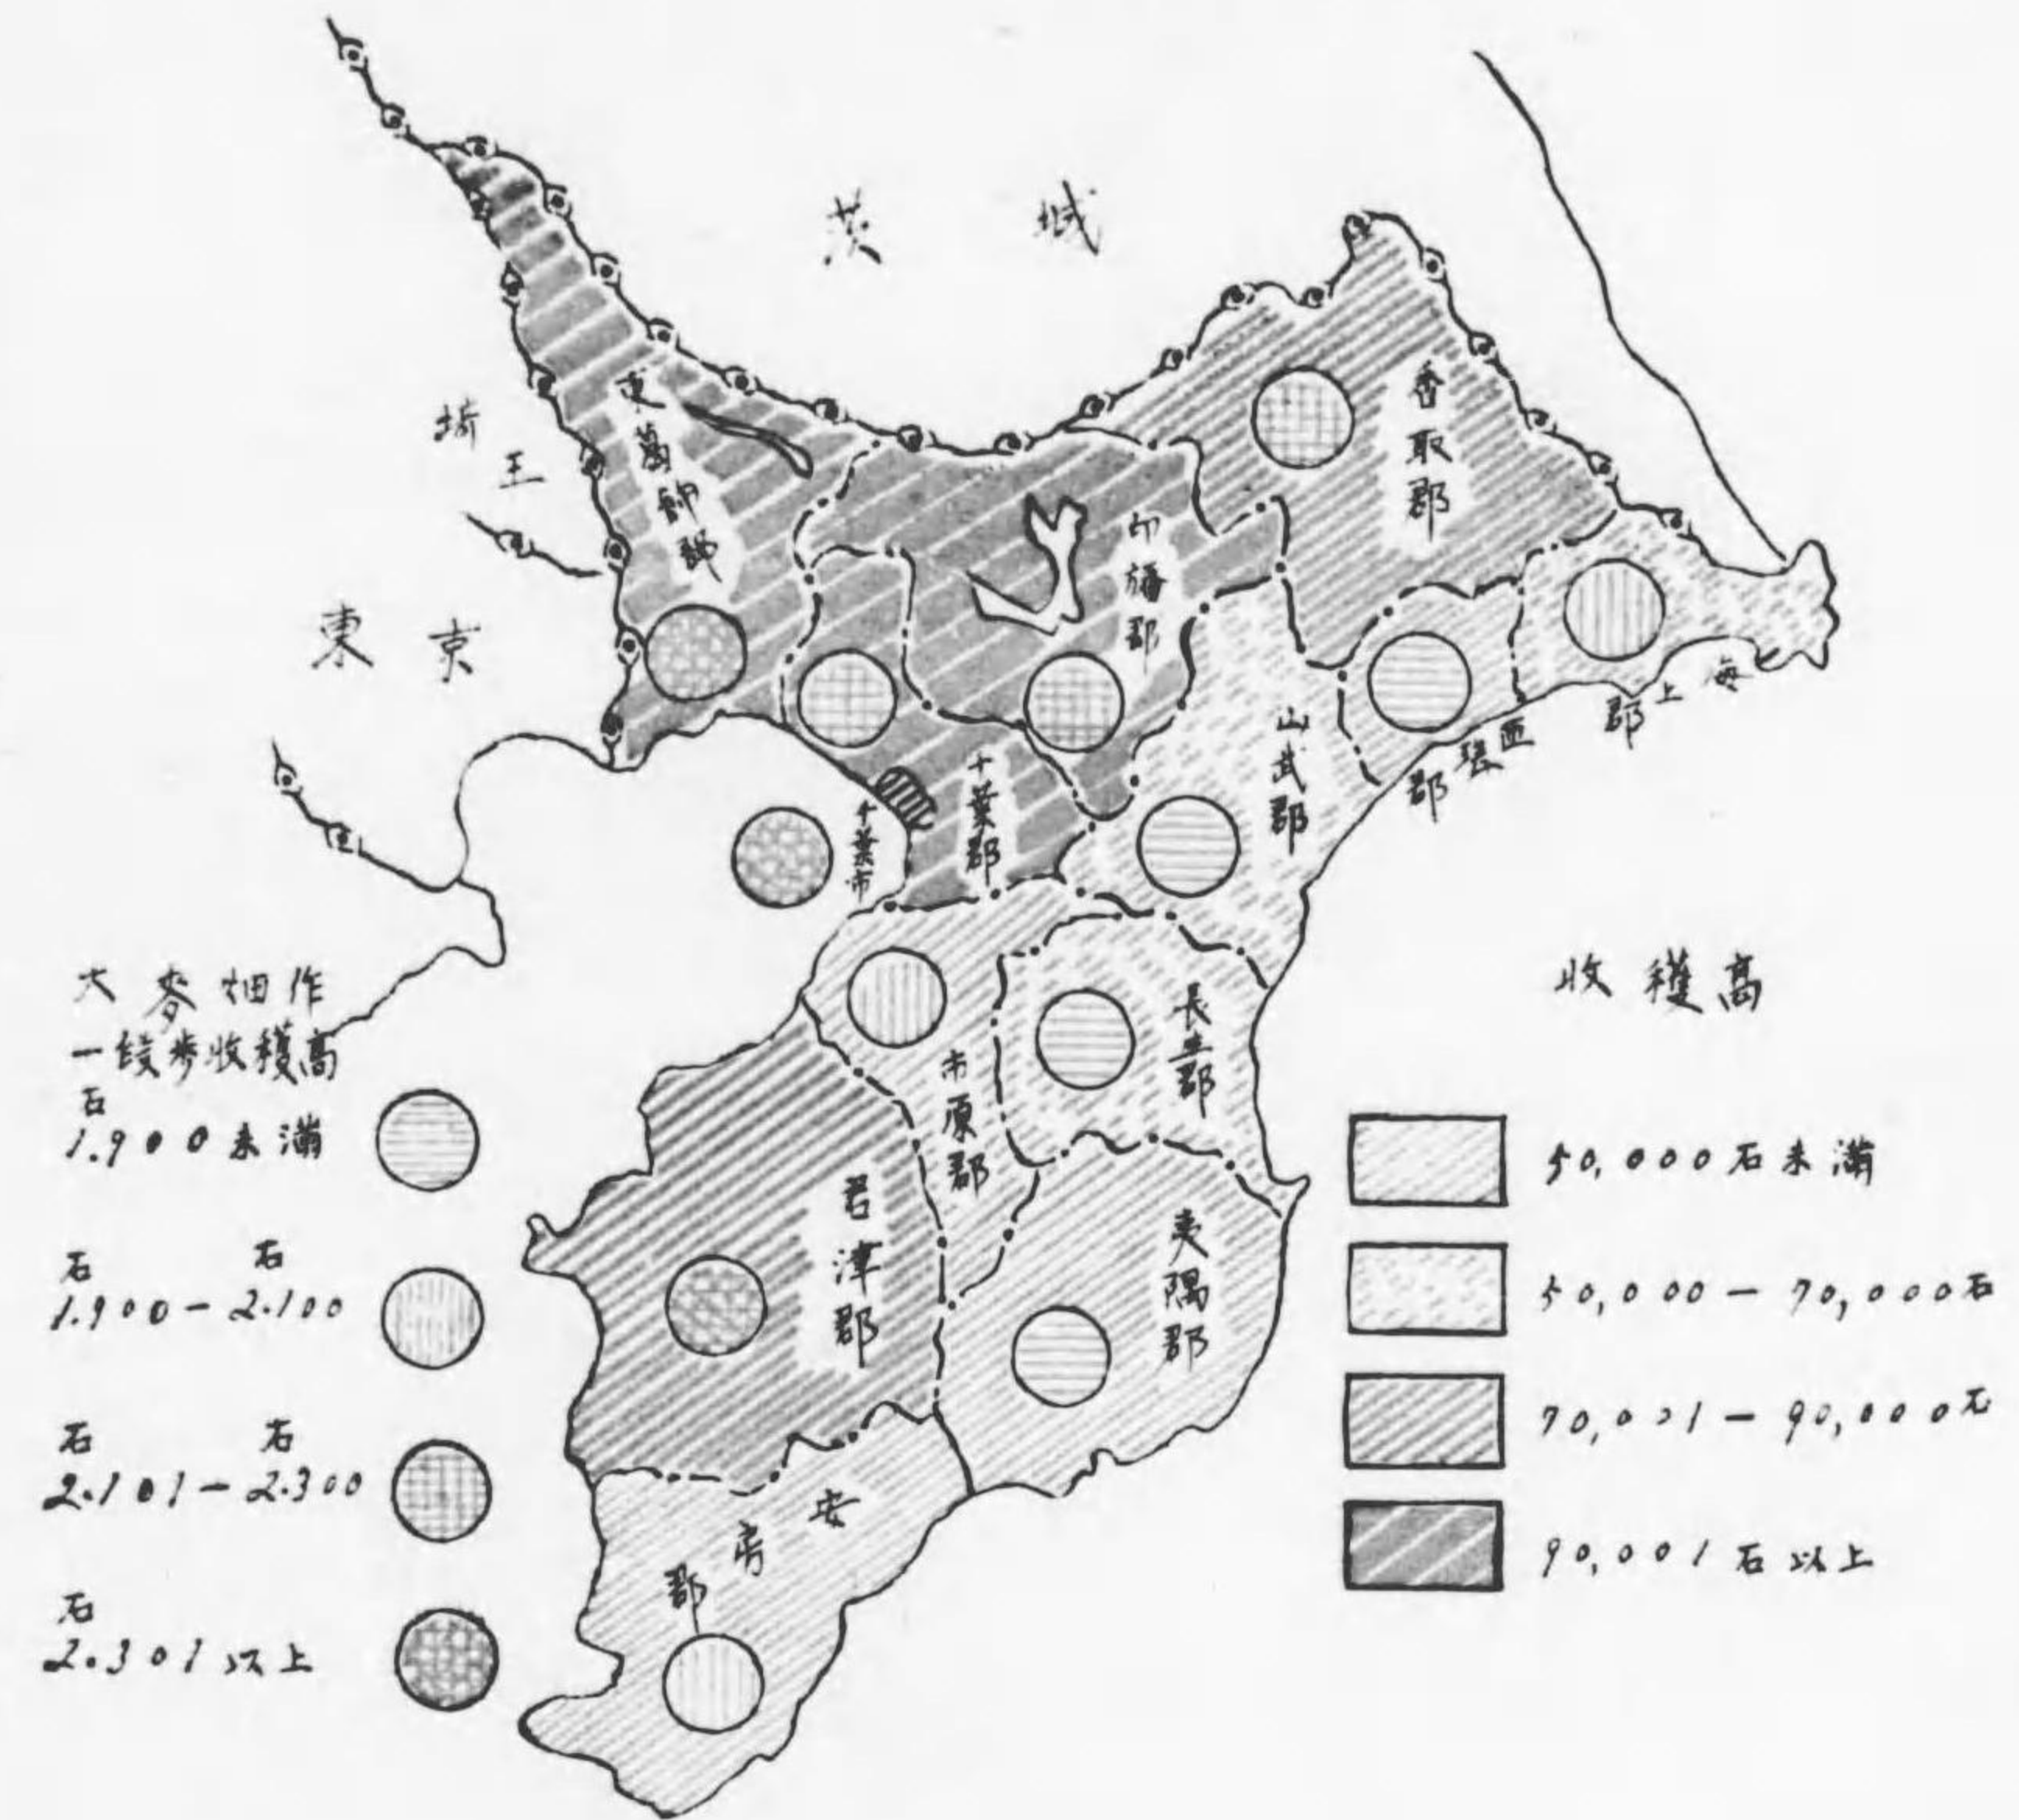 茨城
埼玉
東京
東葛飾郡
印旛郡
香取郡
海上郡
匝瑳郡
山武郡
千葉郡
千葉市
市原郡
長生郡
君津郡
夷隅郡
安房郡
大麥畑作
一段歩收穫高
石
1.900未満
石 石
1.900－2.100
石 石
2.101－2.300
石
2.301以上
收穫高
50,000石未満
50,000－70,000石
70,001－90,000石
90,001石以上